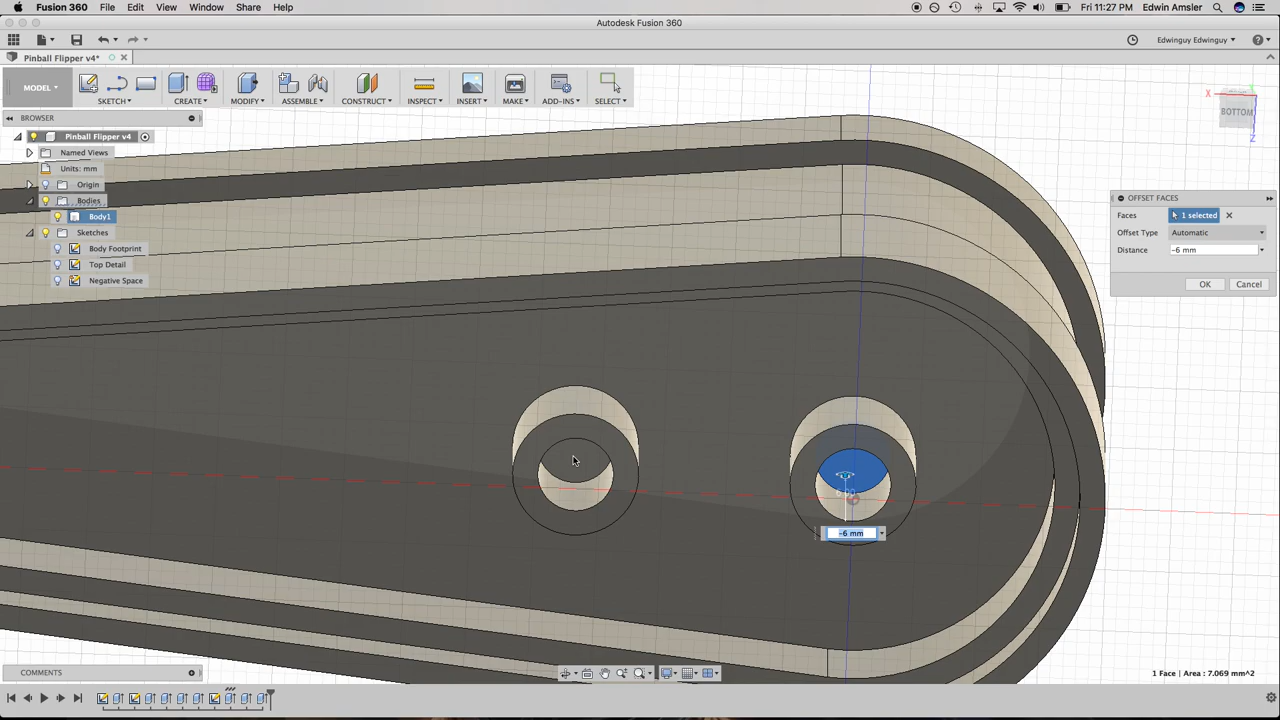 Fusion 360 File Edit View Window Share Help
Fri 11:27 PM Edwin Amsler
Autodesk Fusion 360
Edwinguy Edwinguy
Pinball Flipper v4*
MODEL
SKETCH CREATE MODIFY ASSEMBLE CONSTRUCT INSPECT INSERT MAKE ADD-INS SELECT
BROWSER
Pinball Flipper v4
Named Views
Units: mm
Origin
Bodies
Body1
Sketches
Body Footprint
Top Detail
Negative Space
X
BOTTOM
Z
OFFSET FACES
Faces 1 selected
Offset Type Automatic
Distance -6 mm
OK Cancel
-6 mm
COMMENTS
1 Face | Area : 7.069 mm^2